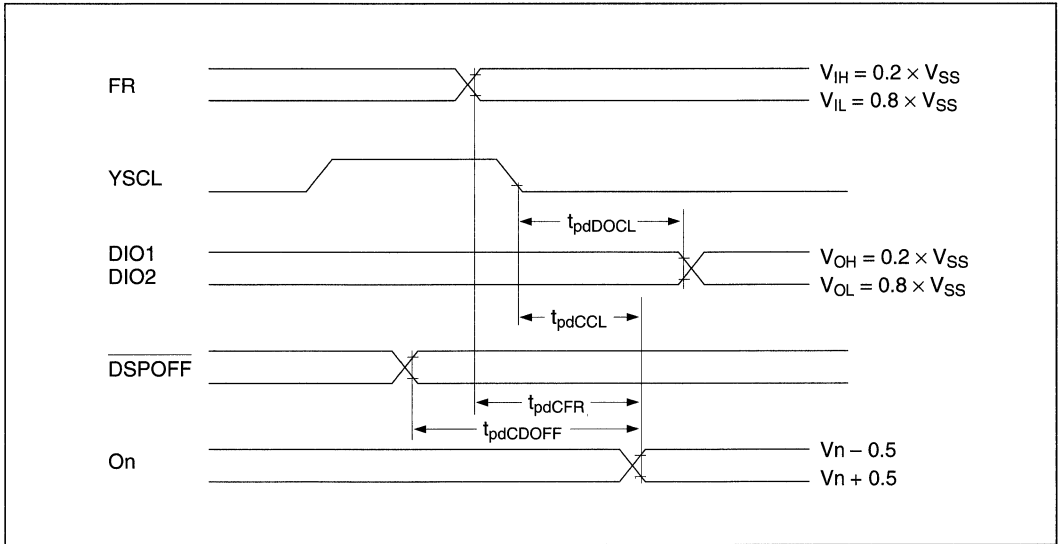 FR
V_IH = 0.2 × V_SS
V_IL = 0.8 × V_SS
YSCL
t_pdDOCL
DIO1
DIO2
V_OH = 0.2 × V_SS
V_OL = 0.8 × V_SS
t_pdCCL
DSPOFF
t_pdCFR
t_pdCDOFF
On
Vn – 0.5
Vn + 0.5